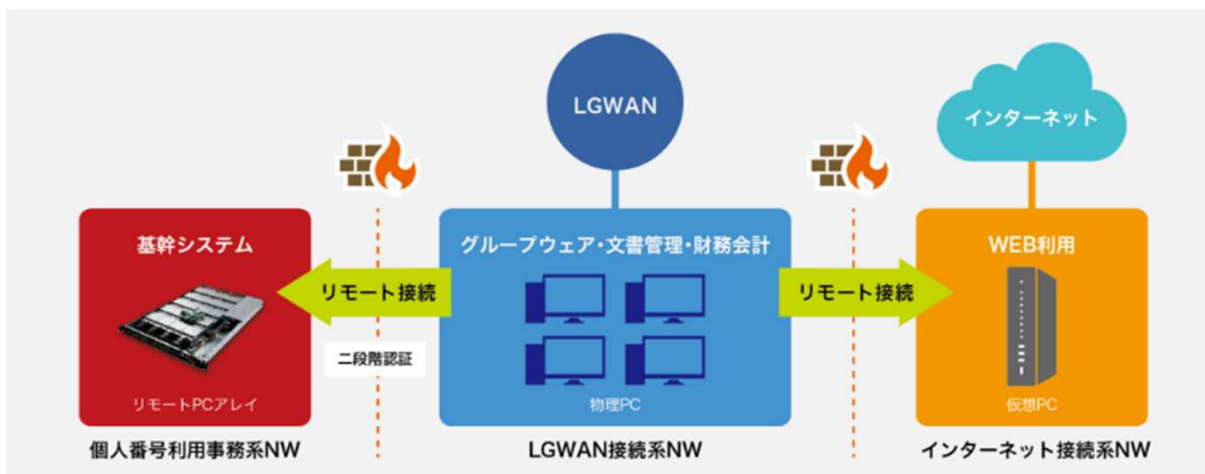 LGWAN
インターネット
基幹システム
グループウェア・文書管理・財務会計
WEB利用
リモート接続
リモート接続
二段階認証
リモートPCアレイ
物理PC
仮想PC
個人番号利用事務系NW
LGWAN接続系NW
インターネット接続系NW